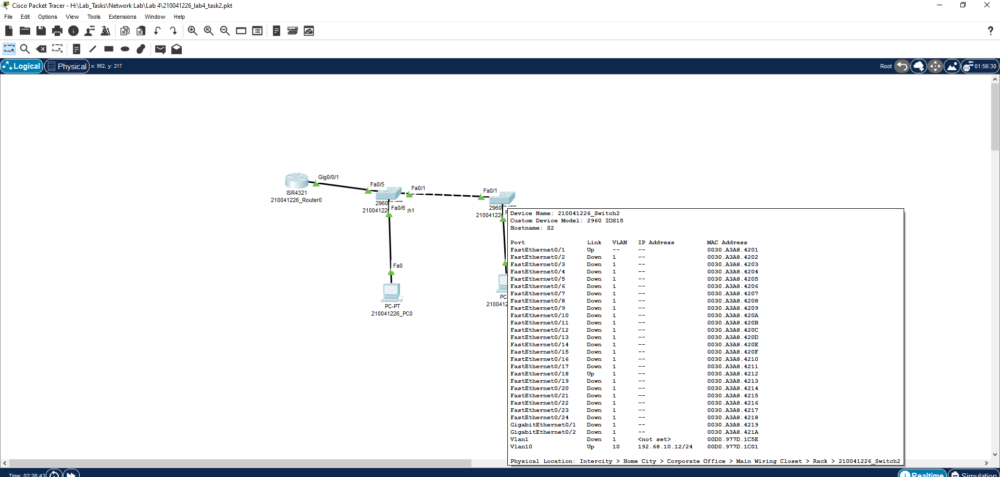 Cisco Packet Tracer - H:\Lab_Tasks\Network Lab\Lab 4\210041226_lab4_task2.pkt
File Edit Options View Tools Extensions Window Help
Logical Physical x: 952, y: 217 Root 01:56:30
Gig0/0/1
Fa0/5
Fa0/1
Fa0/1
ISR4321
210041226_Router0
2960
Fa0/6
210041226 ch1
2960
210041226
Fa0
PC-PT
210041226_PC0
PC-
210041226
Device Name: 210041226_Switch2
Custom Device Model: 2960 IOS15
Hostname: S2
Port Link VLAN IP Address MAC Address
FastEthernet0/1 Up -- -- 0030.A3A8.4201
FastEthernet0/2 Down 1 -- 0030.A3A8.4202
FastEthernet0/3 Down 1 -- 0030.A3A8.4203
FastEthernet0/4 Down 1 -- 0030.A3A8.4204
FastEthernet0/5 Down 1 -- 0030.A3A8.4205
FastEthernet0/6 Down 1 -- 0030.A3A8.4206
FastEthernet0/7 Down 1 -- 0030.A3A8.4207
FastEthernet0/8 Down 1 -- 0030.A3A8.4208
FastEthernet0/9 Down 1 -- 0030.A3A8.4209
FastEthernet0/10 Down 1 -- 0030.A3A8.420A
FastEthernet0/11 Down 1 -- 0030.A3A8.420B
FastEthernet0/12 Down 1 -- 0030.A3A8.420C
FastEthernet0/13 Down 1 -- 0030.A3A8.420D
FastEthernet0/14 Down 1 -- 0030.A3A8.420E
FastEthernet0/15 Down 1 -- 0030.A3A8.420F
FastEthernet0/16 Down 1 -- 0030.A3A8.4210
FastEthernet0/17 Down 1 -- 0030.A3A8.4211
FastEthernet0/18 Up 1 -- 0030.A3A8.4212
FastEthernet0/19 Down 1 -- 0030.A3A8.4213
FastEthernet0/20 Down 1 -- 0030.A3A8.4214
FastEthernet0/21 Down 1 -- 0030.A3A8.4215
FastEthernet0/22 Down 1 -- 0030.A3A8.4216
FastEthernet0/23 Down 1 -- 0030.A3A8.4217
FastEthernet0/24 Down 1 -- 0030.A3A8.4218
GigabitEthernet0/1 Down 1 -- 0030.A3A8.4219
GigabitEthernet0/2 Down 1 -- 0030.A3A8.421A
Vlan1 Down 1 <not set> 00D0.977D.1C5E
Vlan10 Up 10 192.68.10.12/24 00D0.977D.1C01
Physical Location: Intercity > Home City > Corporate Office > Main Wiring Closet > Rack > 210041226_Switch2
Time: 02:26:43 Realtime Simulation